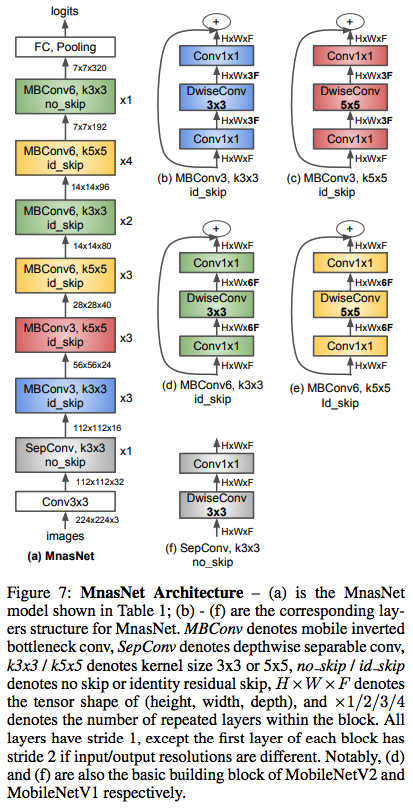 logits
FC, Pooling
7x7x320
MBConv6, k3x3
no_skip
x1
7x7x192
MBConv6, k5x5
id_skip
x4
14x14x96
MBConv6, k3x3
id_skip
x2
14x14x80
MBConv6, k5x5
id_skip
x3
28x28x40
MBConv3, k5x5
id_skip
x3
56x56x24
MBConv3, k3x3
id_skip
x3
112x112x16
SepConv, k3x3
no_skip
x1
112x112x32
Conv3x3
224x224x3
images
(a) MnasNet
+
HxWxF
Conv1x1
HxWx3F
DwiseConv
3x3
HxWx3F
Conv1x1
HxWxF
(b) MBConv3, k3x3
id_skip
+
HxWxF
Conv1x1
HxWx3F
DwiseConv
5x5
HxWx3F
Conv1x1
HxWxF
(c) MBConv3, k5x5
id_skip
+
HxWxF
Conv1x1
HxWx6F
DwiseConv
3x3
HxWx6F
Conv1x1
HxWxF
(d) MBConv6, k3x3
id_skip
+
HxWxF
Conv1x1
HxWx6F
DwiseConv
5x5
HxWx6F
Conv1x1
HxWxF
(e) MBConv6, k5x5
Id_skip
HxWxF
Conv1x1
HxWxF
DwiseConv
3x3
HxWxF
(f) SepConv, k3x3
no_skip
Figure 7: MnasNet Architecture – (a) is the MnasNet
model shown in Table 1; (b) - (f) are the corresponding lay-
ers structure for MnasNet. MBConv denotes mobile inverted
bottleneck conv, SepConv denotes depthwise separable conv,
k3x3 / k5x5 denotes kernel size 3x3 or 5x5, no_skip / id_skip
denotes no skip or identity residual skip, H × W × F denotes
the tensor shape of (height, width, depth), and ×1/2/3/4
denotes the number of repeated layers within the block. All
layers have stride 1, except the first layer of each block has
stride 2 if input/output resolutions are different. Notably, (d)
and (f) are also the basic building block of MobileNetV2 and
MobileNetV1 respectively.